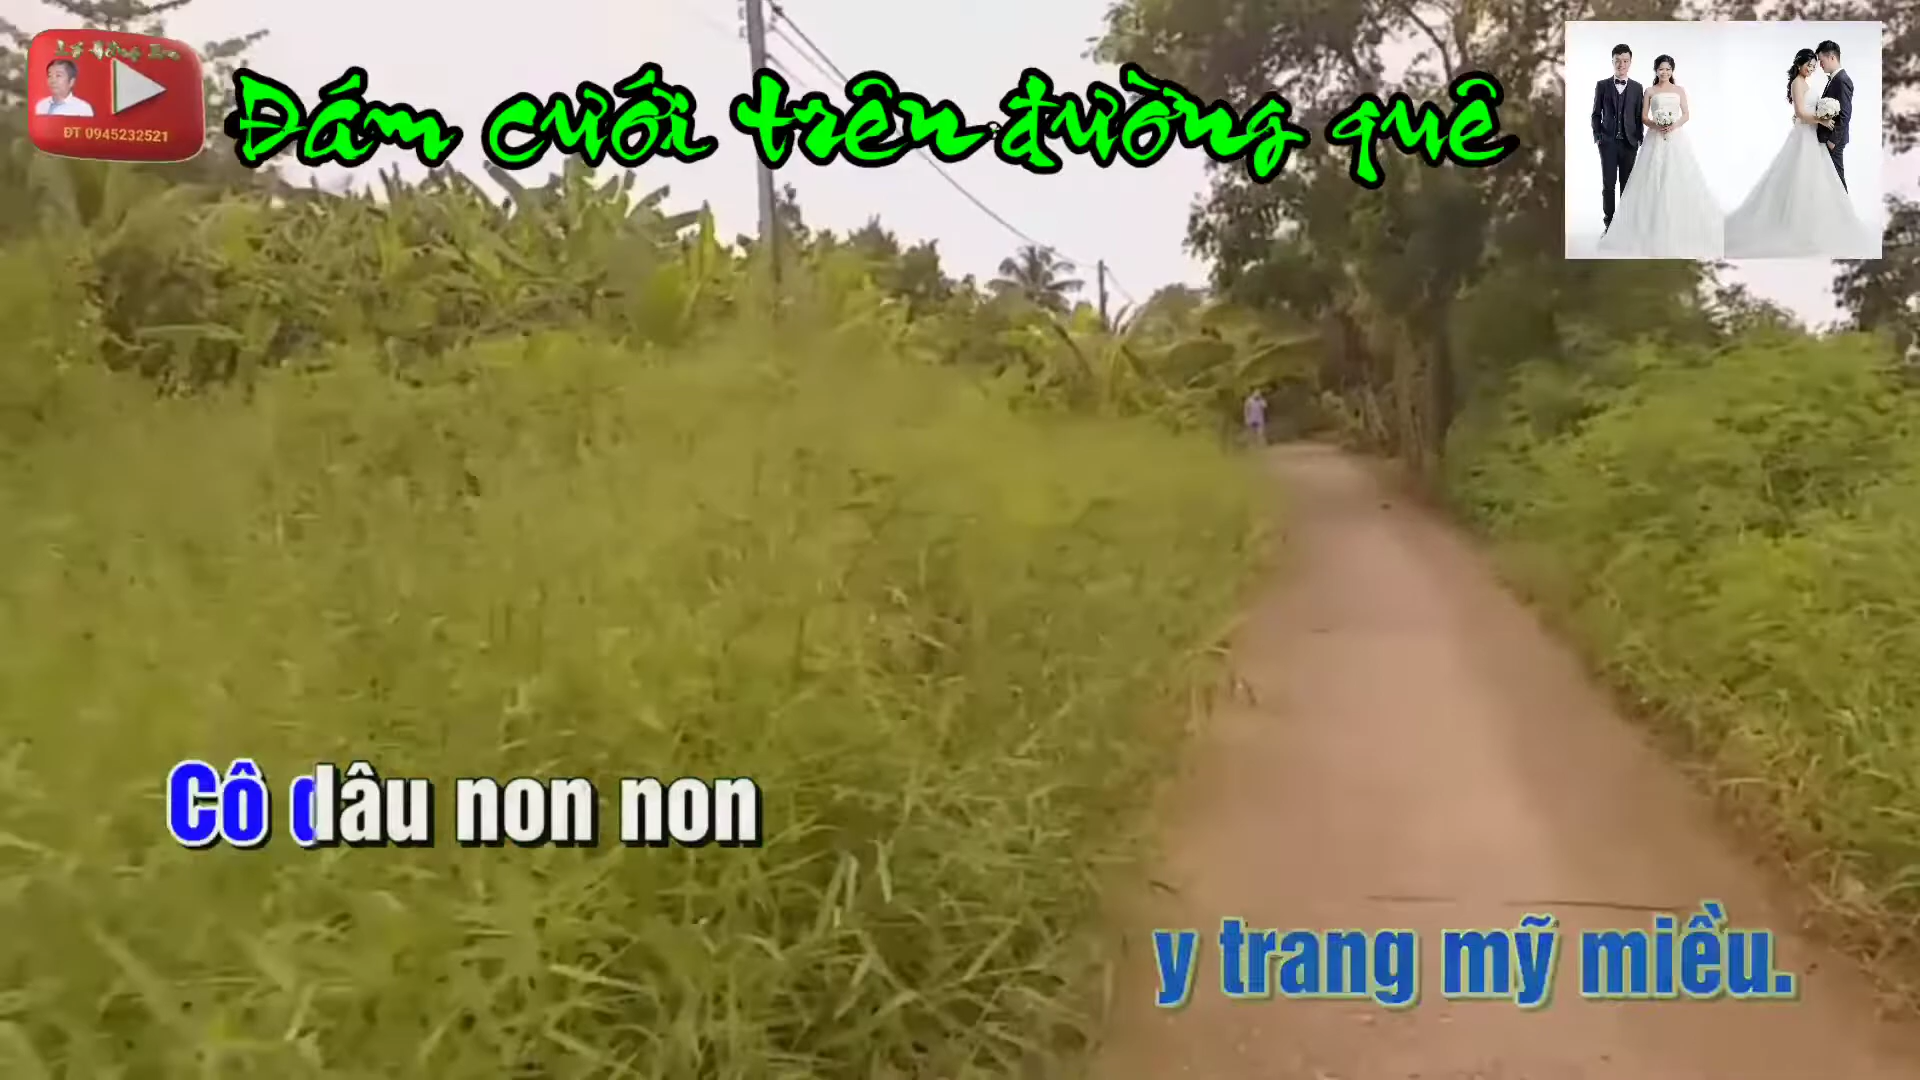 Đám cưới trên đường quê
ĐT 0945232521
Cô dâu non non
y trang mỹ miều.